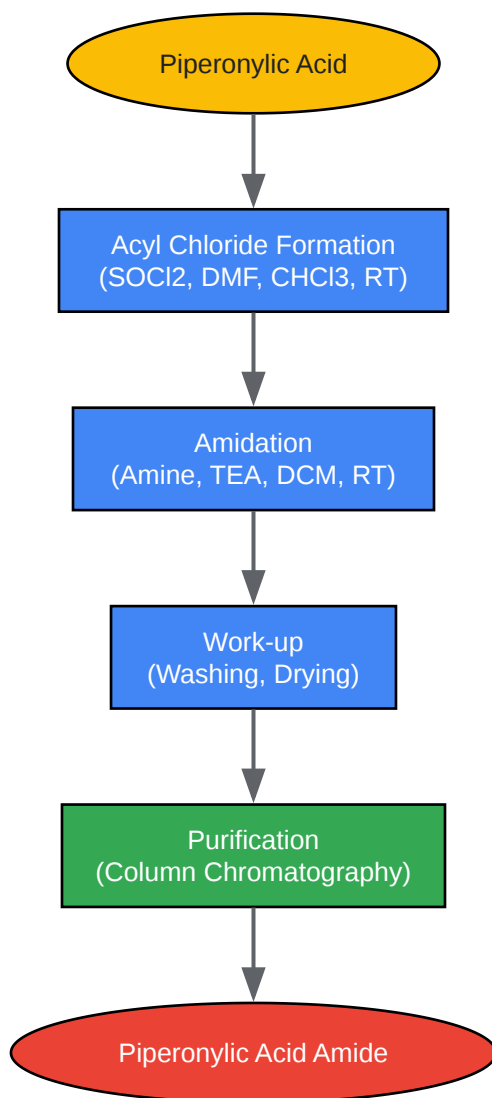 Piperonylic Acid
Acyl Chloride Formation
(SOCl2, DMF, CHCl3, RT)
Amidation
(Amine, TEA, DCM, RT)
Work-up
(Washing, Drying)
Purification
(Column Chromatography)
Piperonylic Acid Amide